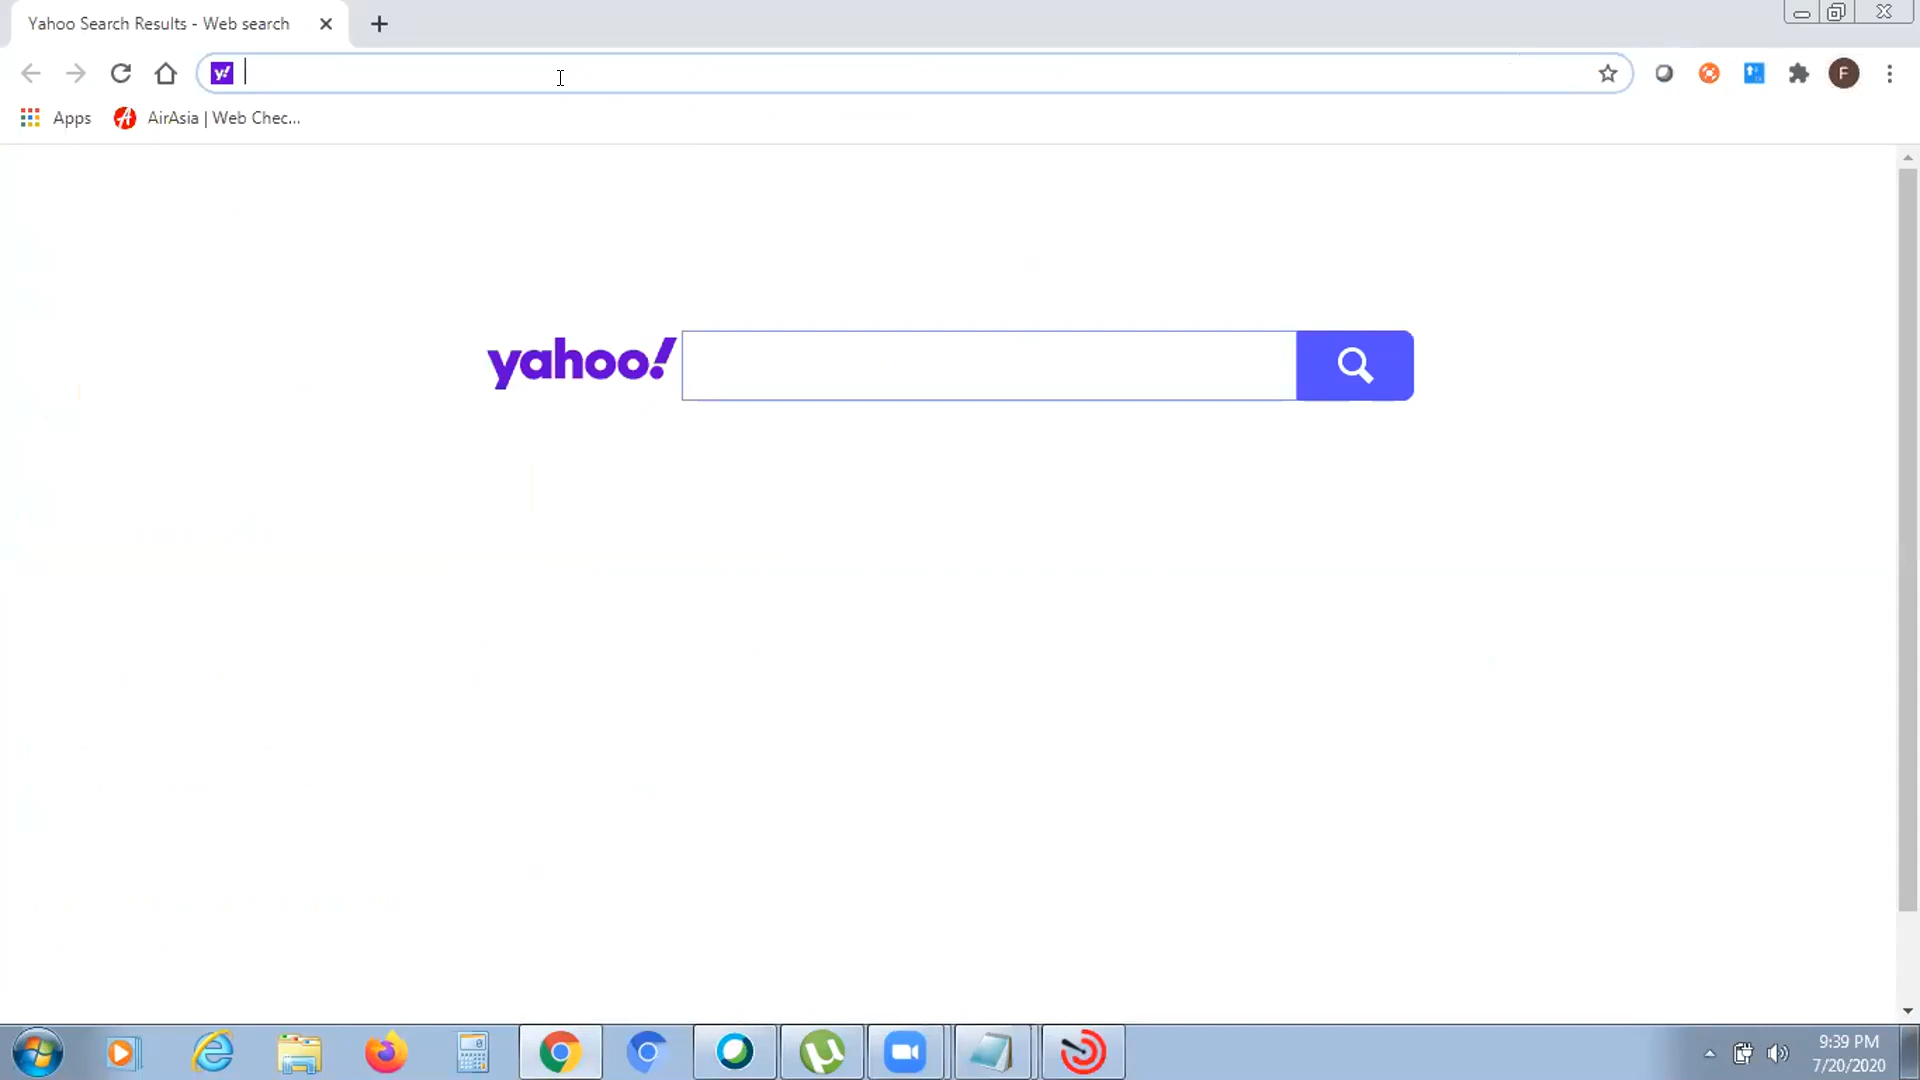 Yahoo Search Results - Web search
y!
F
Apps
AirAsia | Web Chec...
yahoo!
9:39 PM
7/20/2020